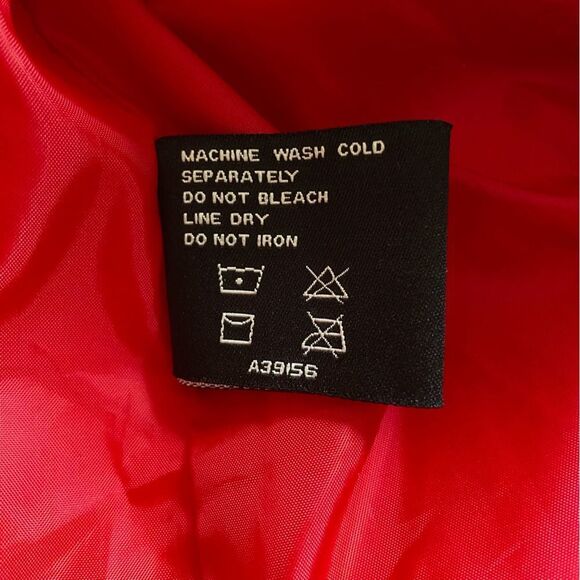 MACHINE WASH COLD
SEPARATELY
DO NOT BLEACH
LINE DRY
DO NOT IRON
A39156